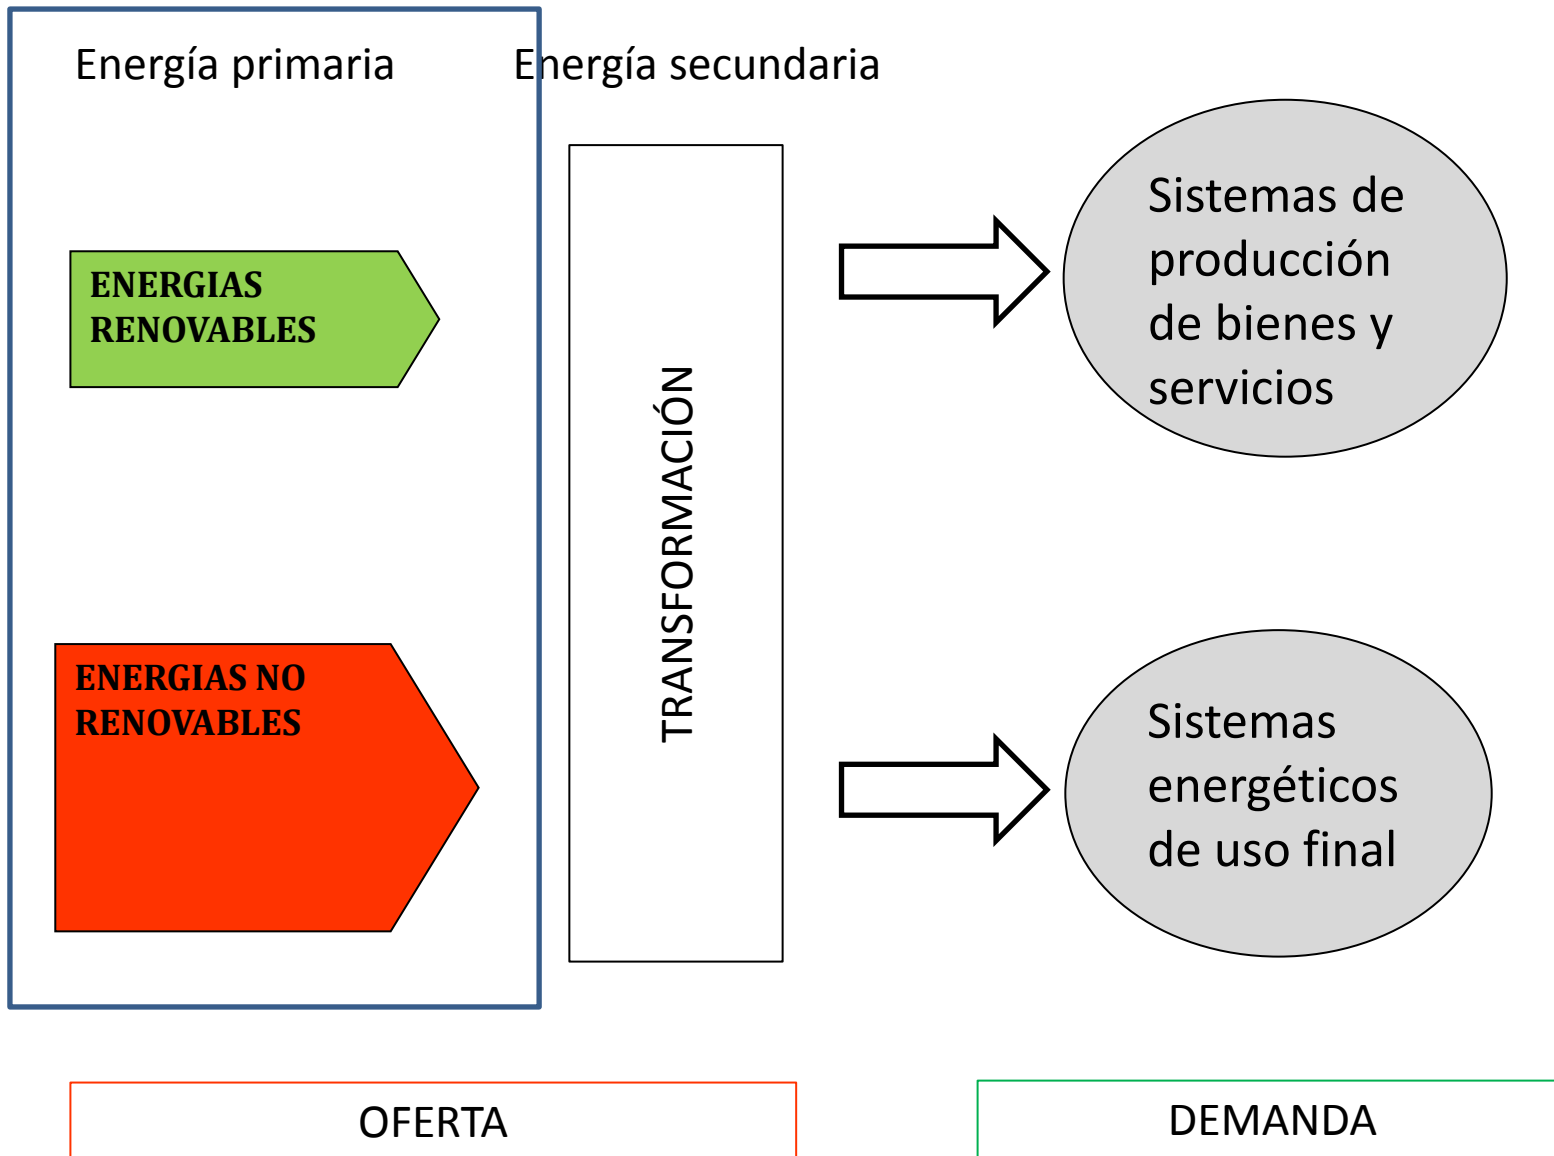 Energía primaria
Energía secundaria
ENERGIAS
RENOVABLES
ENERGIAS NO
RENOVABLES
TRANSFORMACIÓN
Sistemas de
producción
de bienes y
servicios
Sistemas
energéticos
de uso final
OFERTA
DEMANDA